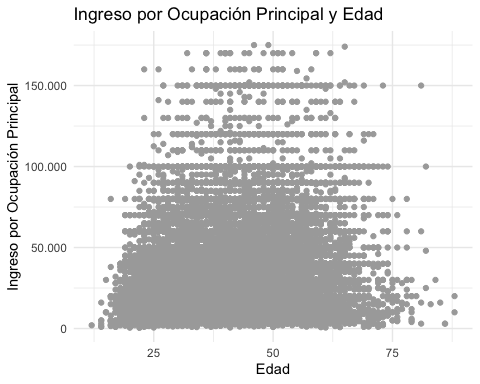 Ingreso por Ocupación Principal y Edad
Ingreso por Ocupación Principal
150.000
100.000
50.000
0
25
50
75
Edad